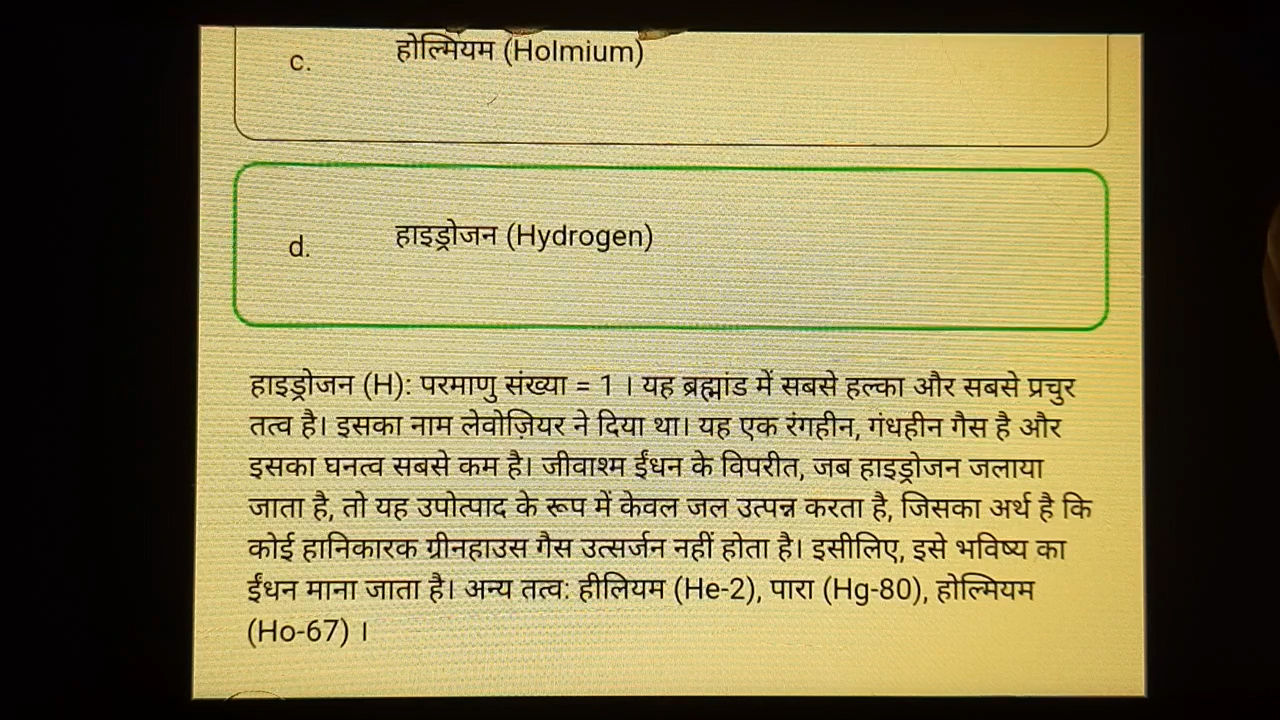 c. होल्मियम (Holmium)
d. हाइड्रोजन (Hydrogen)
हाइड्रोजन (H): परमाणु संख्या = 1 । यह ब्रह्मांड में सबसे हल्का और सबसे प्रचुर
तत्व है। इसका नाम लेवोज़ियर ने दिया था। यह एक रंगहीन, गंधहीन गैस है और
इसका घनत्व सबसे कम है। जीवाश्म ईंधन के विपरीत, जब हाइड्रोजन जलाया
जाता है, तो यह उपोत्पाद के रूप में केवल जल उत्पन्न करता है, जिसका अर्थ है कि
कोई हानिकारक ग्रीनहाउस गैस उत्सर्जन नहीं होता है। इसीलिए, इसे भविष्य का
ईंधन माना जाता है। अन्य तत्व: हीलियम (He-2), पारा (Hg-80), होल्मियम
(Ho-67) ।